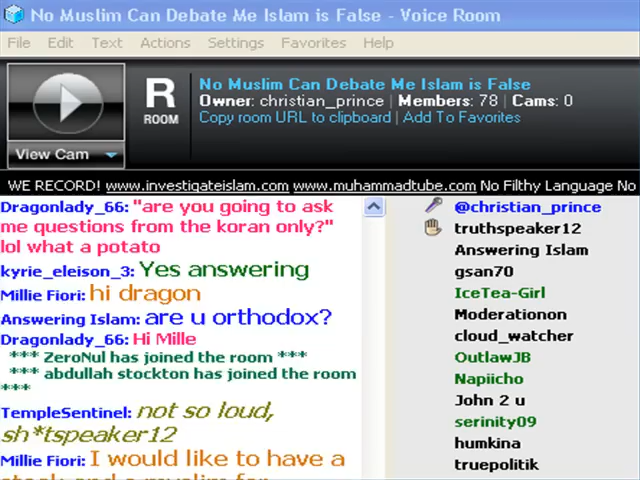 No Muslim Can Debate Me Islam is False - Voice Room
File Edit Text Actions Settings Favorites Help
View Cam
R
ROOM
No Muslim Can Debate Me Islam is False
Owner: christian_prince | Members: 78 | Cams: 0
Copy room URL to clipboard | Add To Favorites
WE RECORD! www.investigateislam.com www.muhammadtube.com No Filthy Language No
Dragonlady_66: "are you going to ask
me questions from the koran only?"
lol what a potato
kyrie_eleison_3: Yes answering
Millie Fiori: hi dragon
Answering Islam: are u orthodox?
Dragonlady_66: Hi Mille
*** ZeroNul has joined the room ***
*** abdullah stockton has joined the room
***
TempleSentinel: not so loud,
sh*tspeaker12
Millie Fiori: I would like to have a
stock and a muslim for
@christian_prince
truthspeaker12
Answering Islam
gsan70
IceTea-Girl
Moderationon
cloud_watcher
OutlawJB
Napiicho
John 2 u
serinity09
humkina
truepolitik